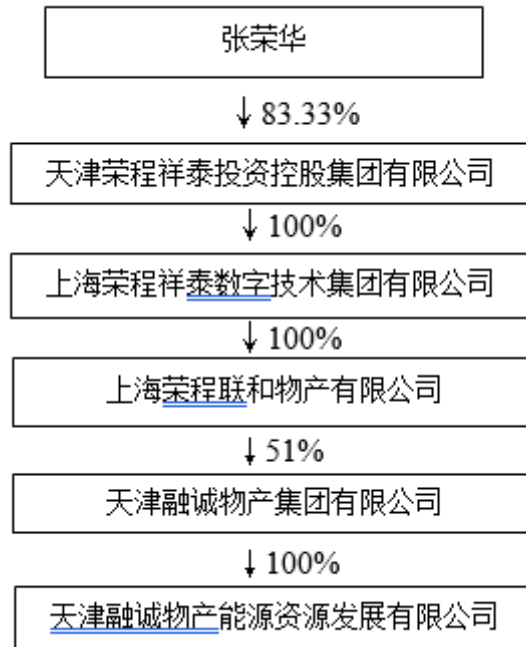 张荣华
↓ 83.33%
天津荣程祥泰投资控股集团有限公司
↓ 100%
上海荣程祥泰数字技术集团有限公司
↓ 100%
上海荣程联和物产有限公司
↓ 51%
天津融诚物产集团有限公司
↓ 100%
天津融诚物产能源资源发展有限公司